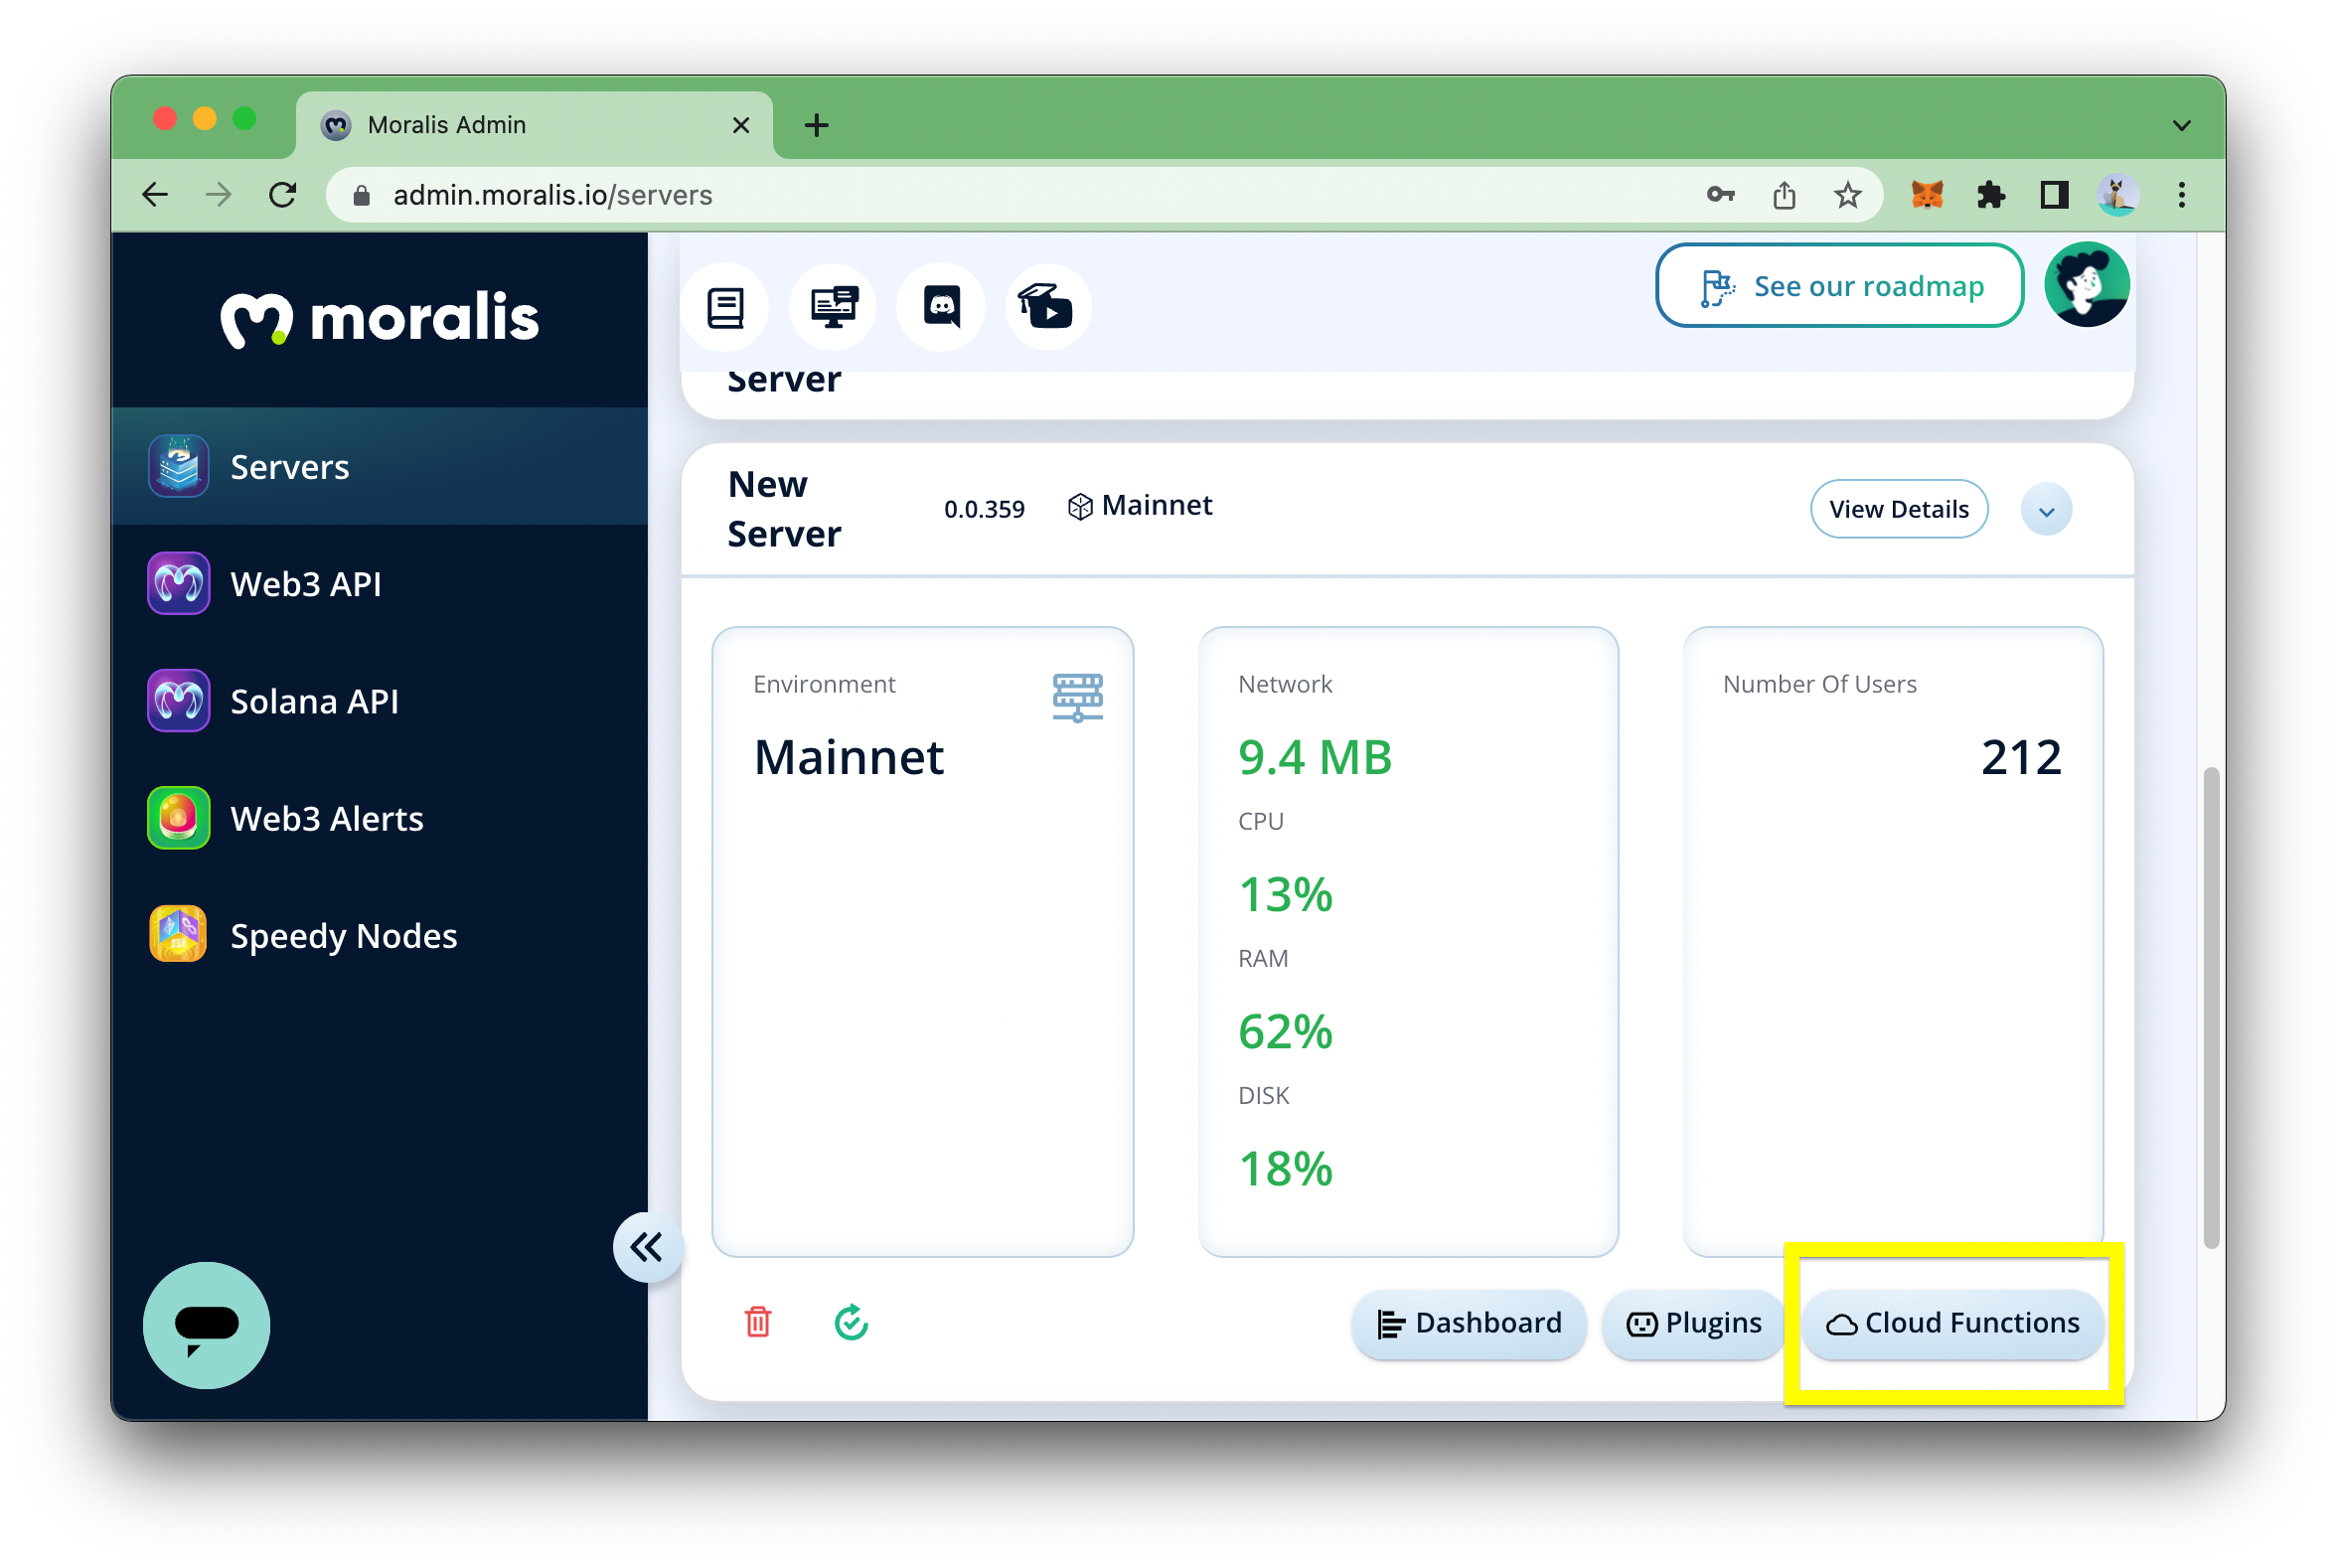 Moralis Admin
admin.moralis.io/servers
moralis
See our roadmap
Servers
Web3 API
Solana API
Web3 Alerts
Speedy Nodes
Server
New
Server
0.0.359
Mainnet
View Details
Environment
Mainnet
Network
9.4 MB
CPU
13%
RAM
62%
DISK
18%
Number Of Users
212
Dashboard
Plugins
Cloud Functions